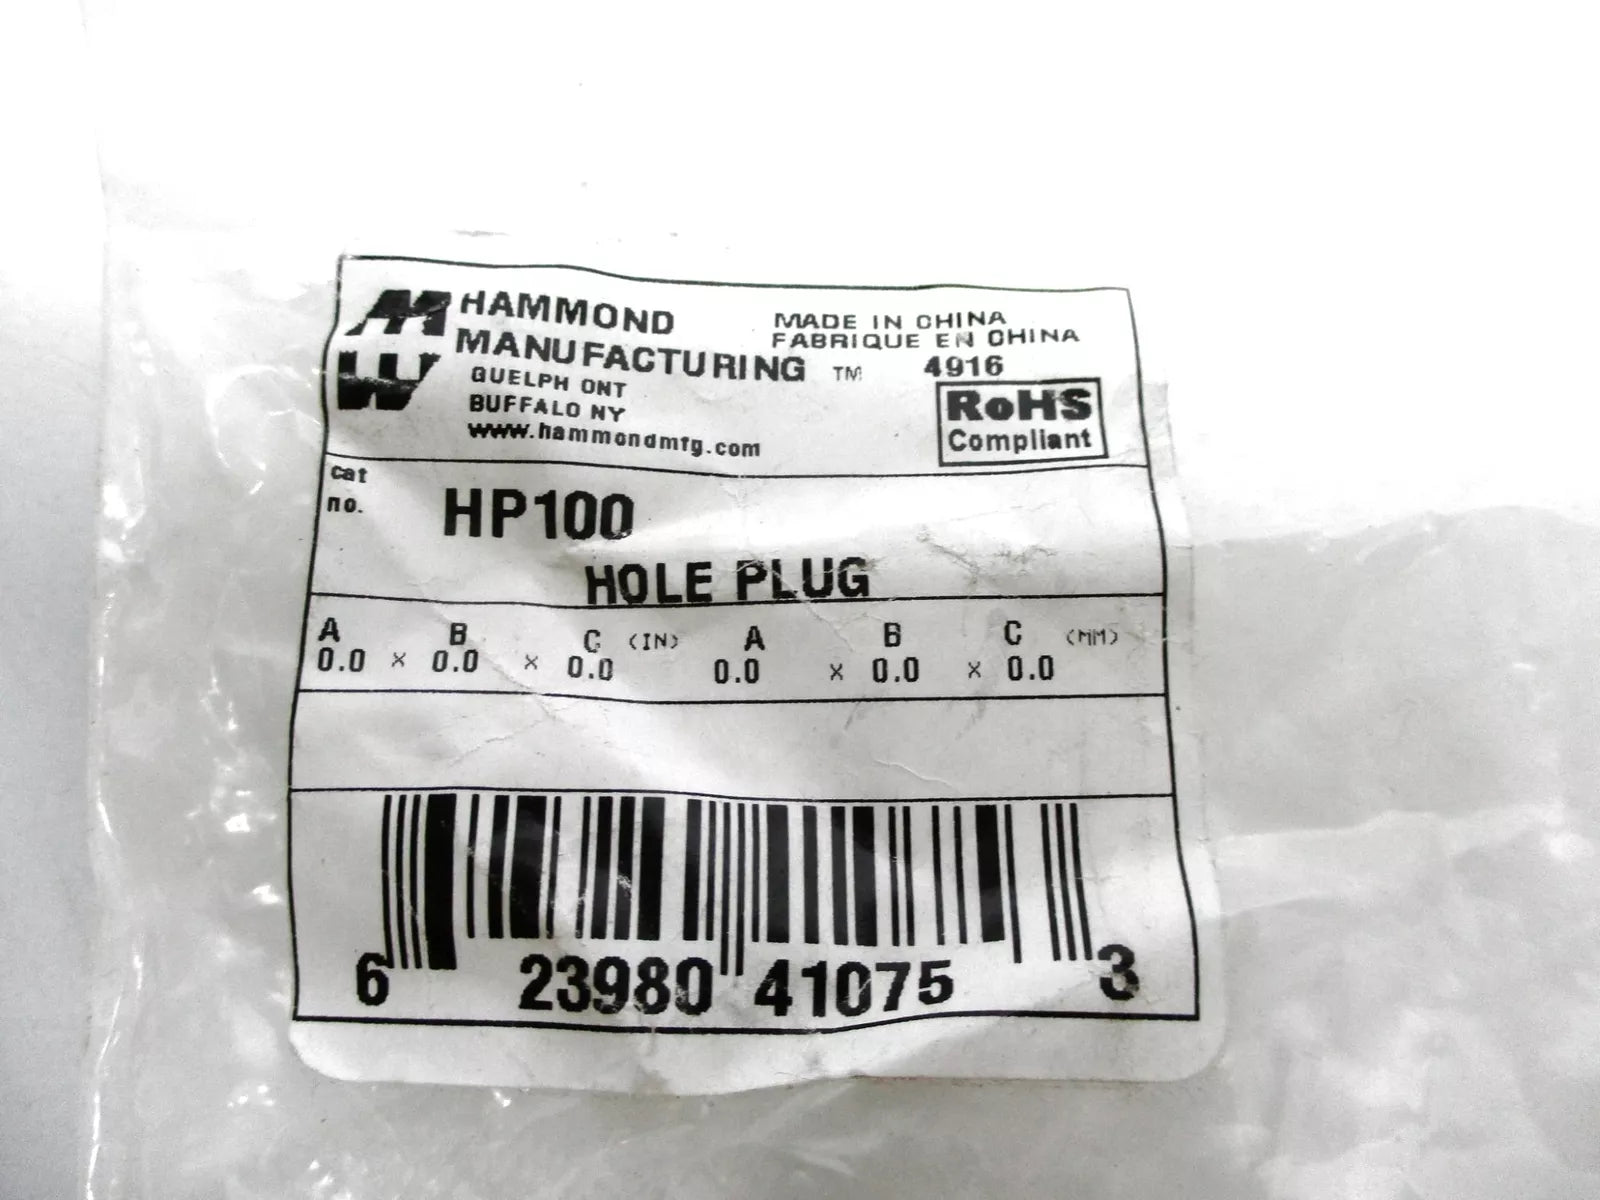 HAMMOND
MANUFACTURING ™
GUELPH ONT
BUFFALO NY
www.hammondmfg.com
MADE IN CHINA
FABRIQUE EN CHINA
4916
RoHS
Compliant
cat
no.
HP100
HOLE PLUG
A B C (IN) A B C (MM)
0.0 x 0.0 x 0.0 0.0 x 0.0 x 0.0
6 23980 41075 3